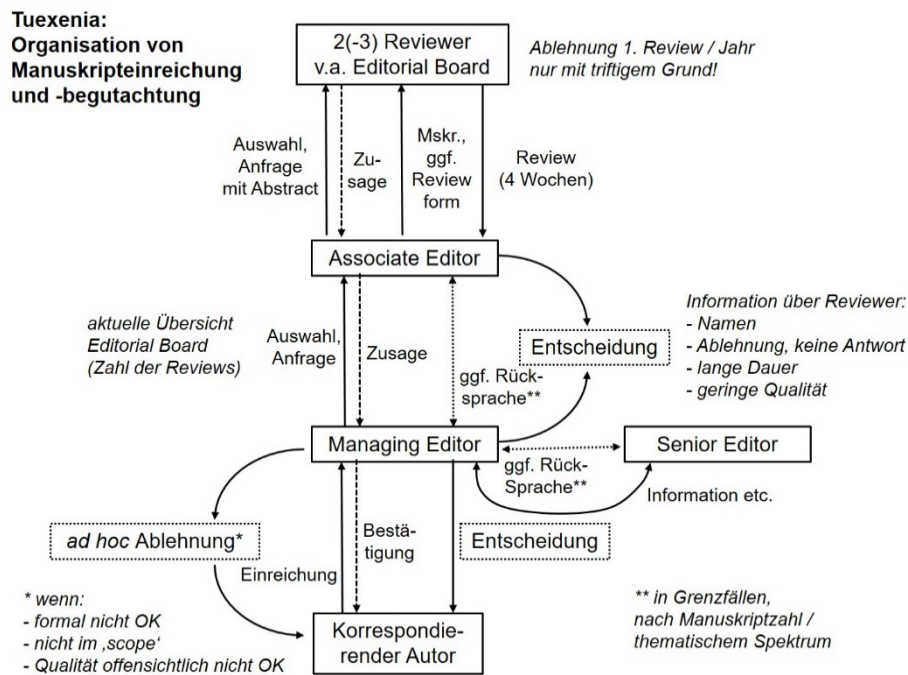 Tuexenia:
Organisation von
Manuskripteinreichung
und -begutachtung
2(-3) Reviewer
v.a. Editorial Board
Ablehnung 1. Review / Jahr
nur mit triftigem Grund!
Auswahl,
Anfrage
mit Abstract
Zu-
sage
Mskr.,
ggf.
Review
form
Review
(4 Wochen)
Associate Editor
aktuelle Übersicht
Editorial Board
(Zahl der Reviews)
Auswahl,
Anfrage
Zusage
ggf. Rück-
sprache**
Entscheidung
Information über Reviewer:
- Namen
- Ablehnung, keine Antwort
- lange Dauer
- geringe Qualität
Managing Editor
Senior Editor
ggf. Rück-
Sprache**
Information etc.
ad hoc Ablehnung*
Bestä-
tigung
Entscheidung
Einreichung
* wenn:
- formal nicht OK
- nicht im ‚scope‘
- Qualität offensichtlich nicht OK
Korrespondie-
render Autor
** in Grenzfällen,
nach Manuskriptzahl /
thematischem Spektrum